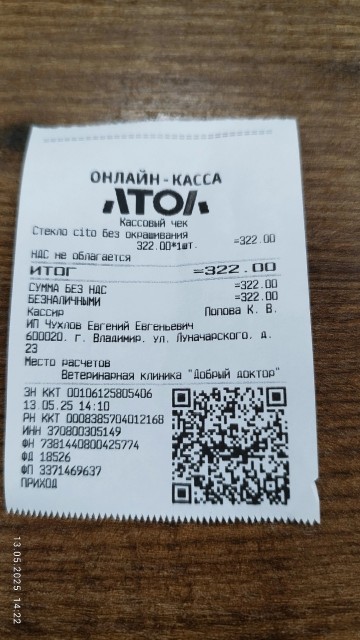 ОНЛАЙН-КАССА
АТОЛ
Кассовый чек
Стекло cito без окрашивания
322.00*1шт. =322.00
НДС не облагается
ИТОГ =322.00
СУММА БЕЗ НДС =322.00
БЕЗНАЛИЧНЫМИ =322.00
Кассир Попова К. В.
ИП Чухлов Евгений Евгеньевич
600020. г. Владимир. ул. Луначарского. д.
23
Место расчетов
Ветеринарная клиника "Добрый доктор"
ЗН ККТ 00106125805406
13.05.25 14:10
РН ККТ 0008385704012168
ИНН 370800305149
ФН 7381440800425774
ФД 18526
ФП 3371469637
ПРИХОД
13.05.2025 14:22